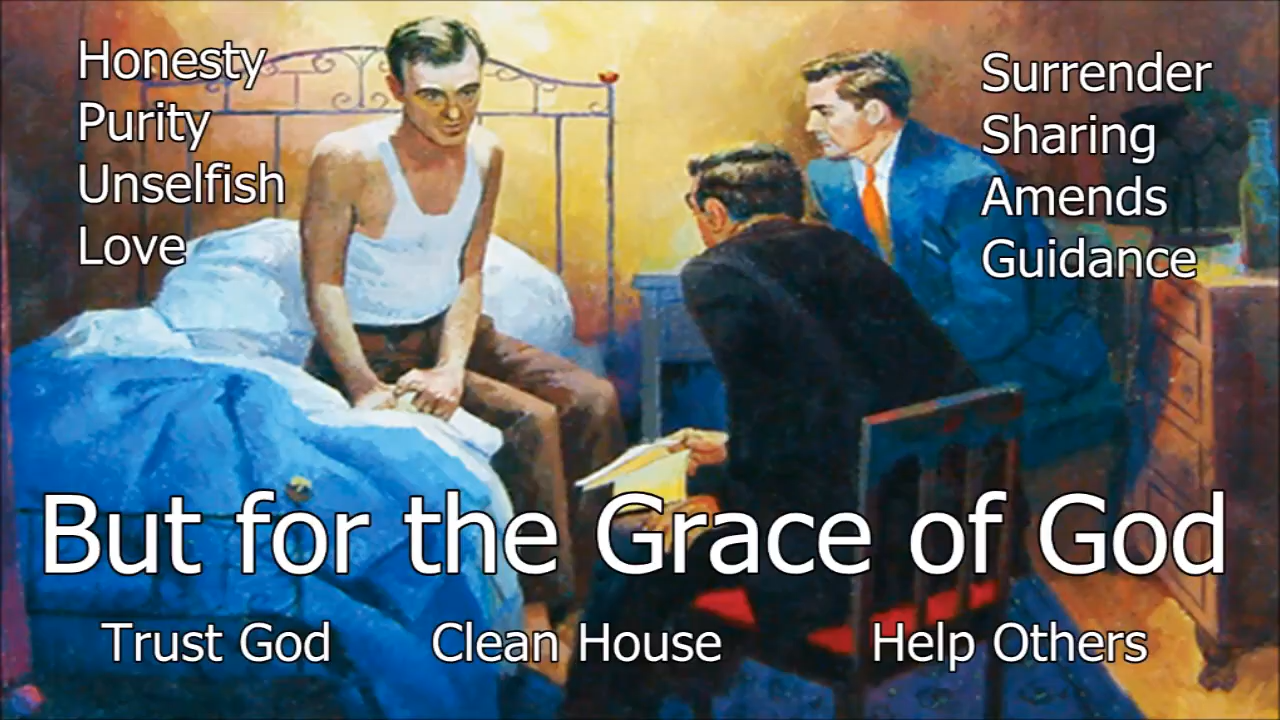 Honesty
Purity
Unselfish
Love
Surrender
Sharing
Amends
Guidance
But for the Grace of God
Trust God Clean House Help Others